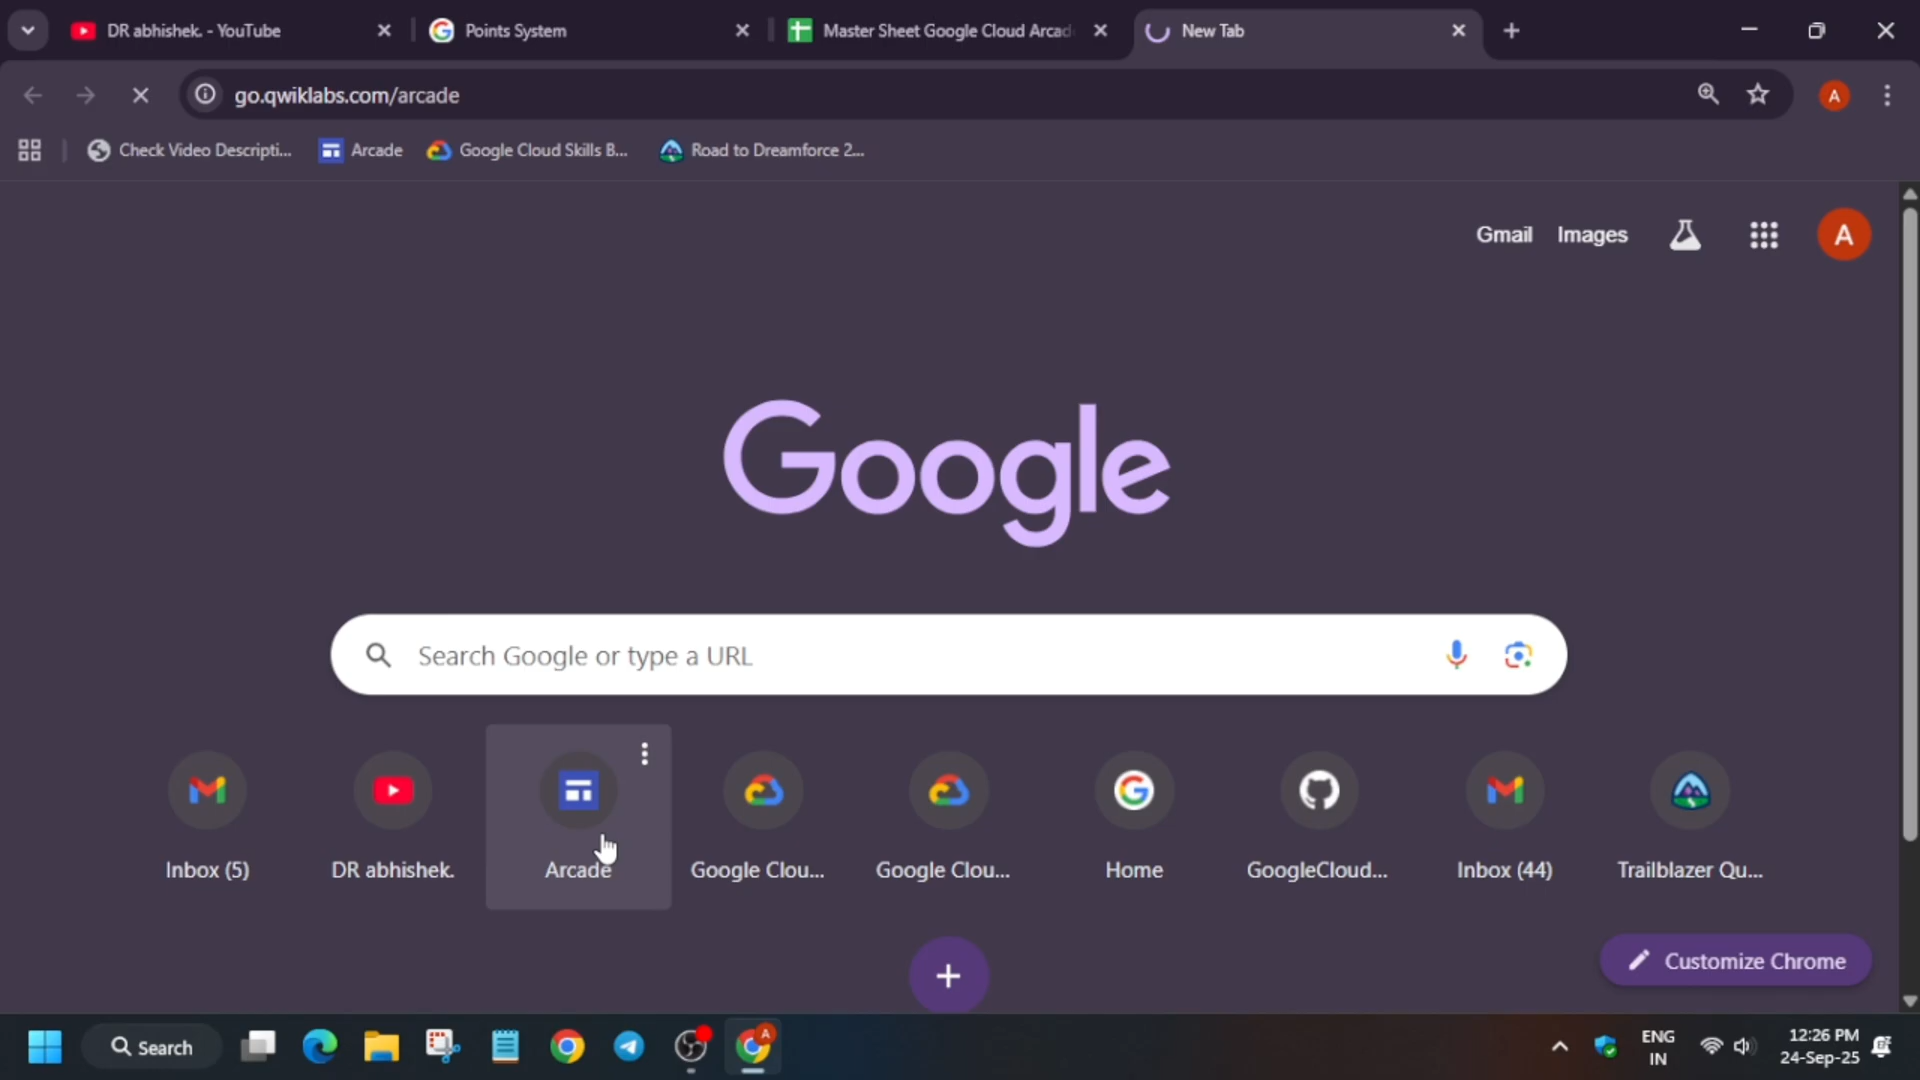 DR abhishek. - YouTube
Points System
Master Sheet Google Cloud Arcad
New Tab
go.qwiklabs.com/arcade
A
Check Video Descripti...
Arcade
Google Cloud Skills B...
Road to Dreamforce 2...
Gmail
Images
A
Google
Search Google or type a URL
Inbox (5)
DR abhishek.
Arcade
Google Clou...
Google Clou...
Home
GoogleCloud...
Inbox (44)
Trailblazer Qu...
Customize Chrome
Search
A
ENG
IN
12:26 PM
24-Sep-25